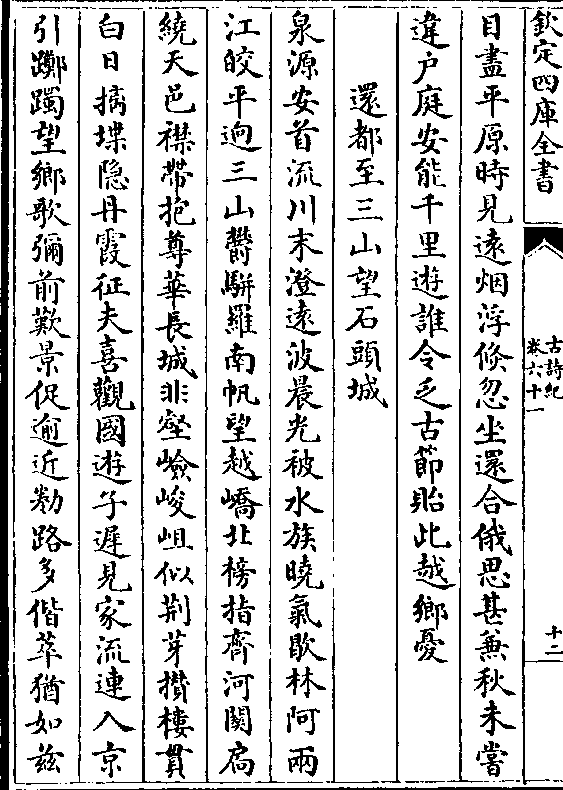 欽定四庫全書
古詩紀
卷六十一
十二
目盡平原時見遠烟浮倐忽坐還合俄思甚兼秋未嘗
違户庭安能千里遊誰令乏古節貽此越鄉憂
還都至三山望石頭城
泉源安首流川末澄遠波晨光被水族曉氣歇林阿兩
江皎平逈三山鬱駢羅南帆望越嶠北榜指齊河關扄
繞天邑襟帶抱尊華長城非壑嶮峻岨似荆芽攅樓貫
白日摛堞隐丹霞征夫喜觀國遊子遲見家流連入京
引躑躅望鄉歌彌前歎景促逾近勌路多偕萃猶如兹